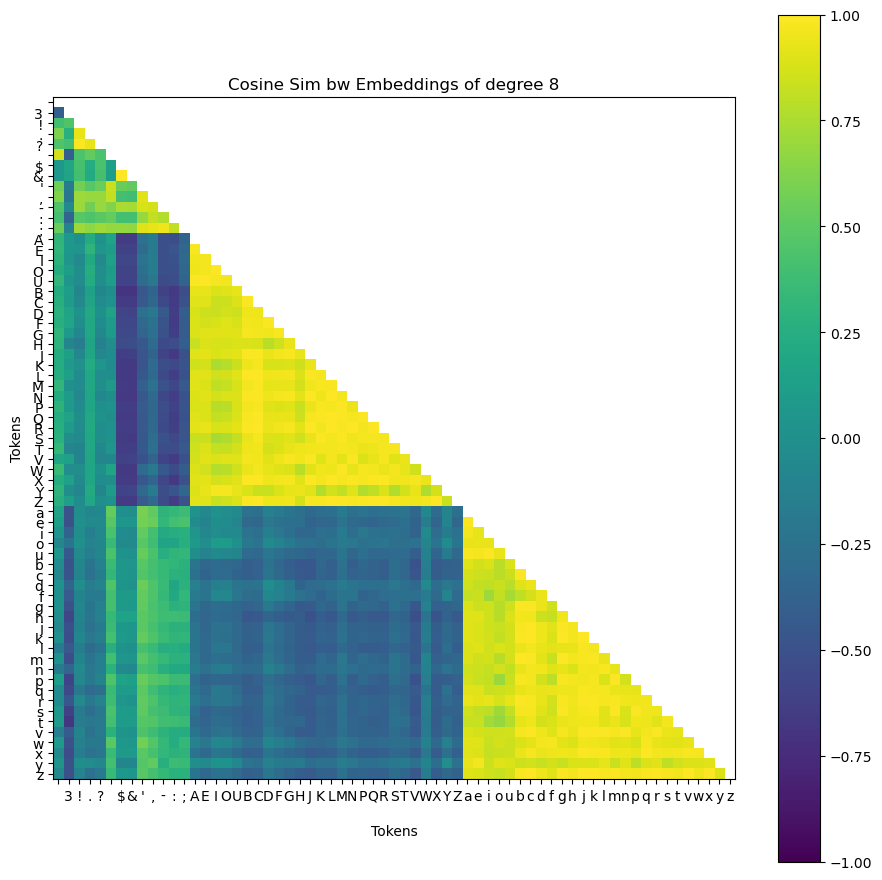 Cosine Sim bw Embeddings of degree 8
1.00
0.75
0.50
0.25
0.00
−0.25
−0.50
−0.75
−1.00
Tokens
3
!
.
?
$
&
'
,
-
:
;
A
E
I
O
U
B
C
D
F
G
H
J
K
L
M
N
P
Q
R
S
T
V
W
X
Y
Z
a
e
i
o
u
b
c
d
f
g
h
j
k
l
m
n
p
q
r
s
t
v
w
x
y
z
3 ! . ? $ & ' , - : ; A E I O U B C D F G H J K L M N P Q R S T V W X Y Z a e i o u b c d f g h j k l m n p q r s t v w x y z
Tokens